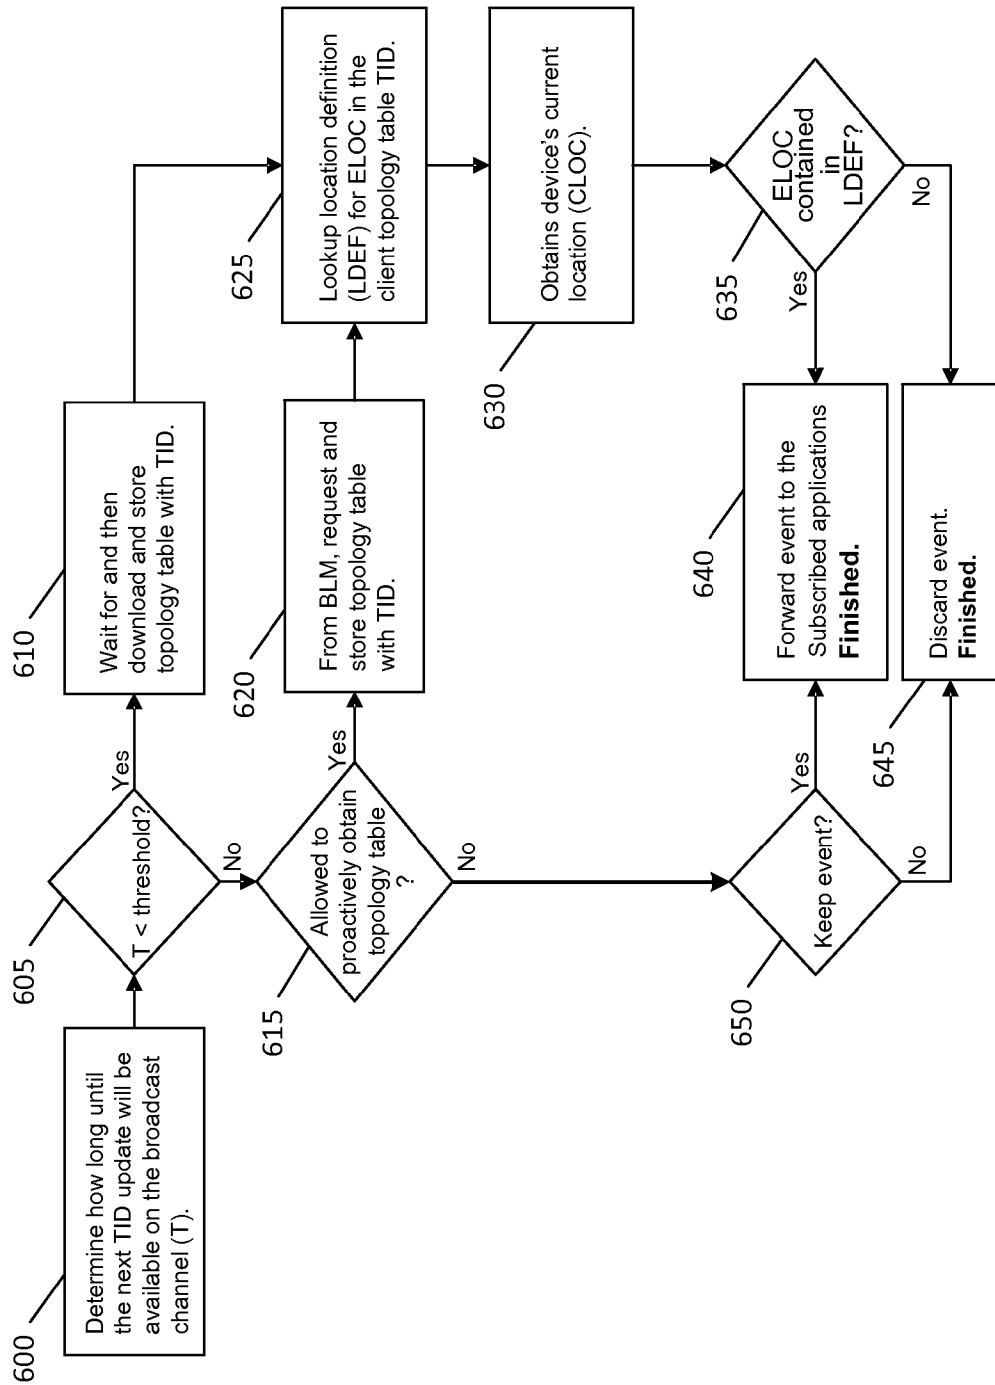 600
Determine how long until
the next TID update will be
available on the broadcast
channel (T).
605
T < threshold?
Yes
No
610
Wait for and then
download and store
topology table with TID.
615
Allowed to
proactively obtain
topology table
?
Yes
No
620
From BLM, request and
store topology table
with TID.
625
Lookup location definition
(LDEF) for ELOC in the
client topology table TID.
630
Obtains device's current
location (CLOC).
635
ELOC
contained
in
LDEF?
Yes
No
640
Forward event to the
Subscribed applications
Finished.
645
Discard event.
Finished.
650
Keep event?
Yes
No